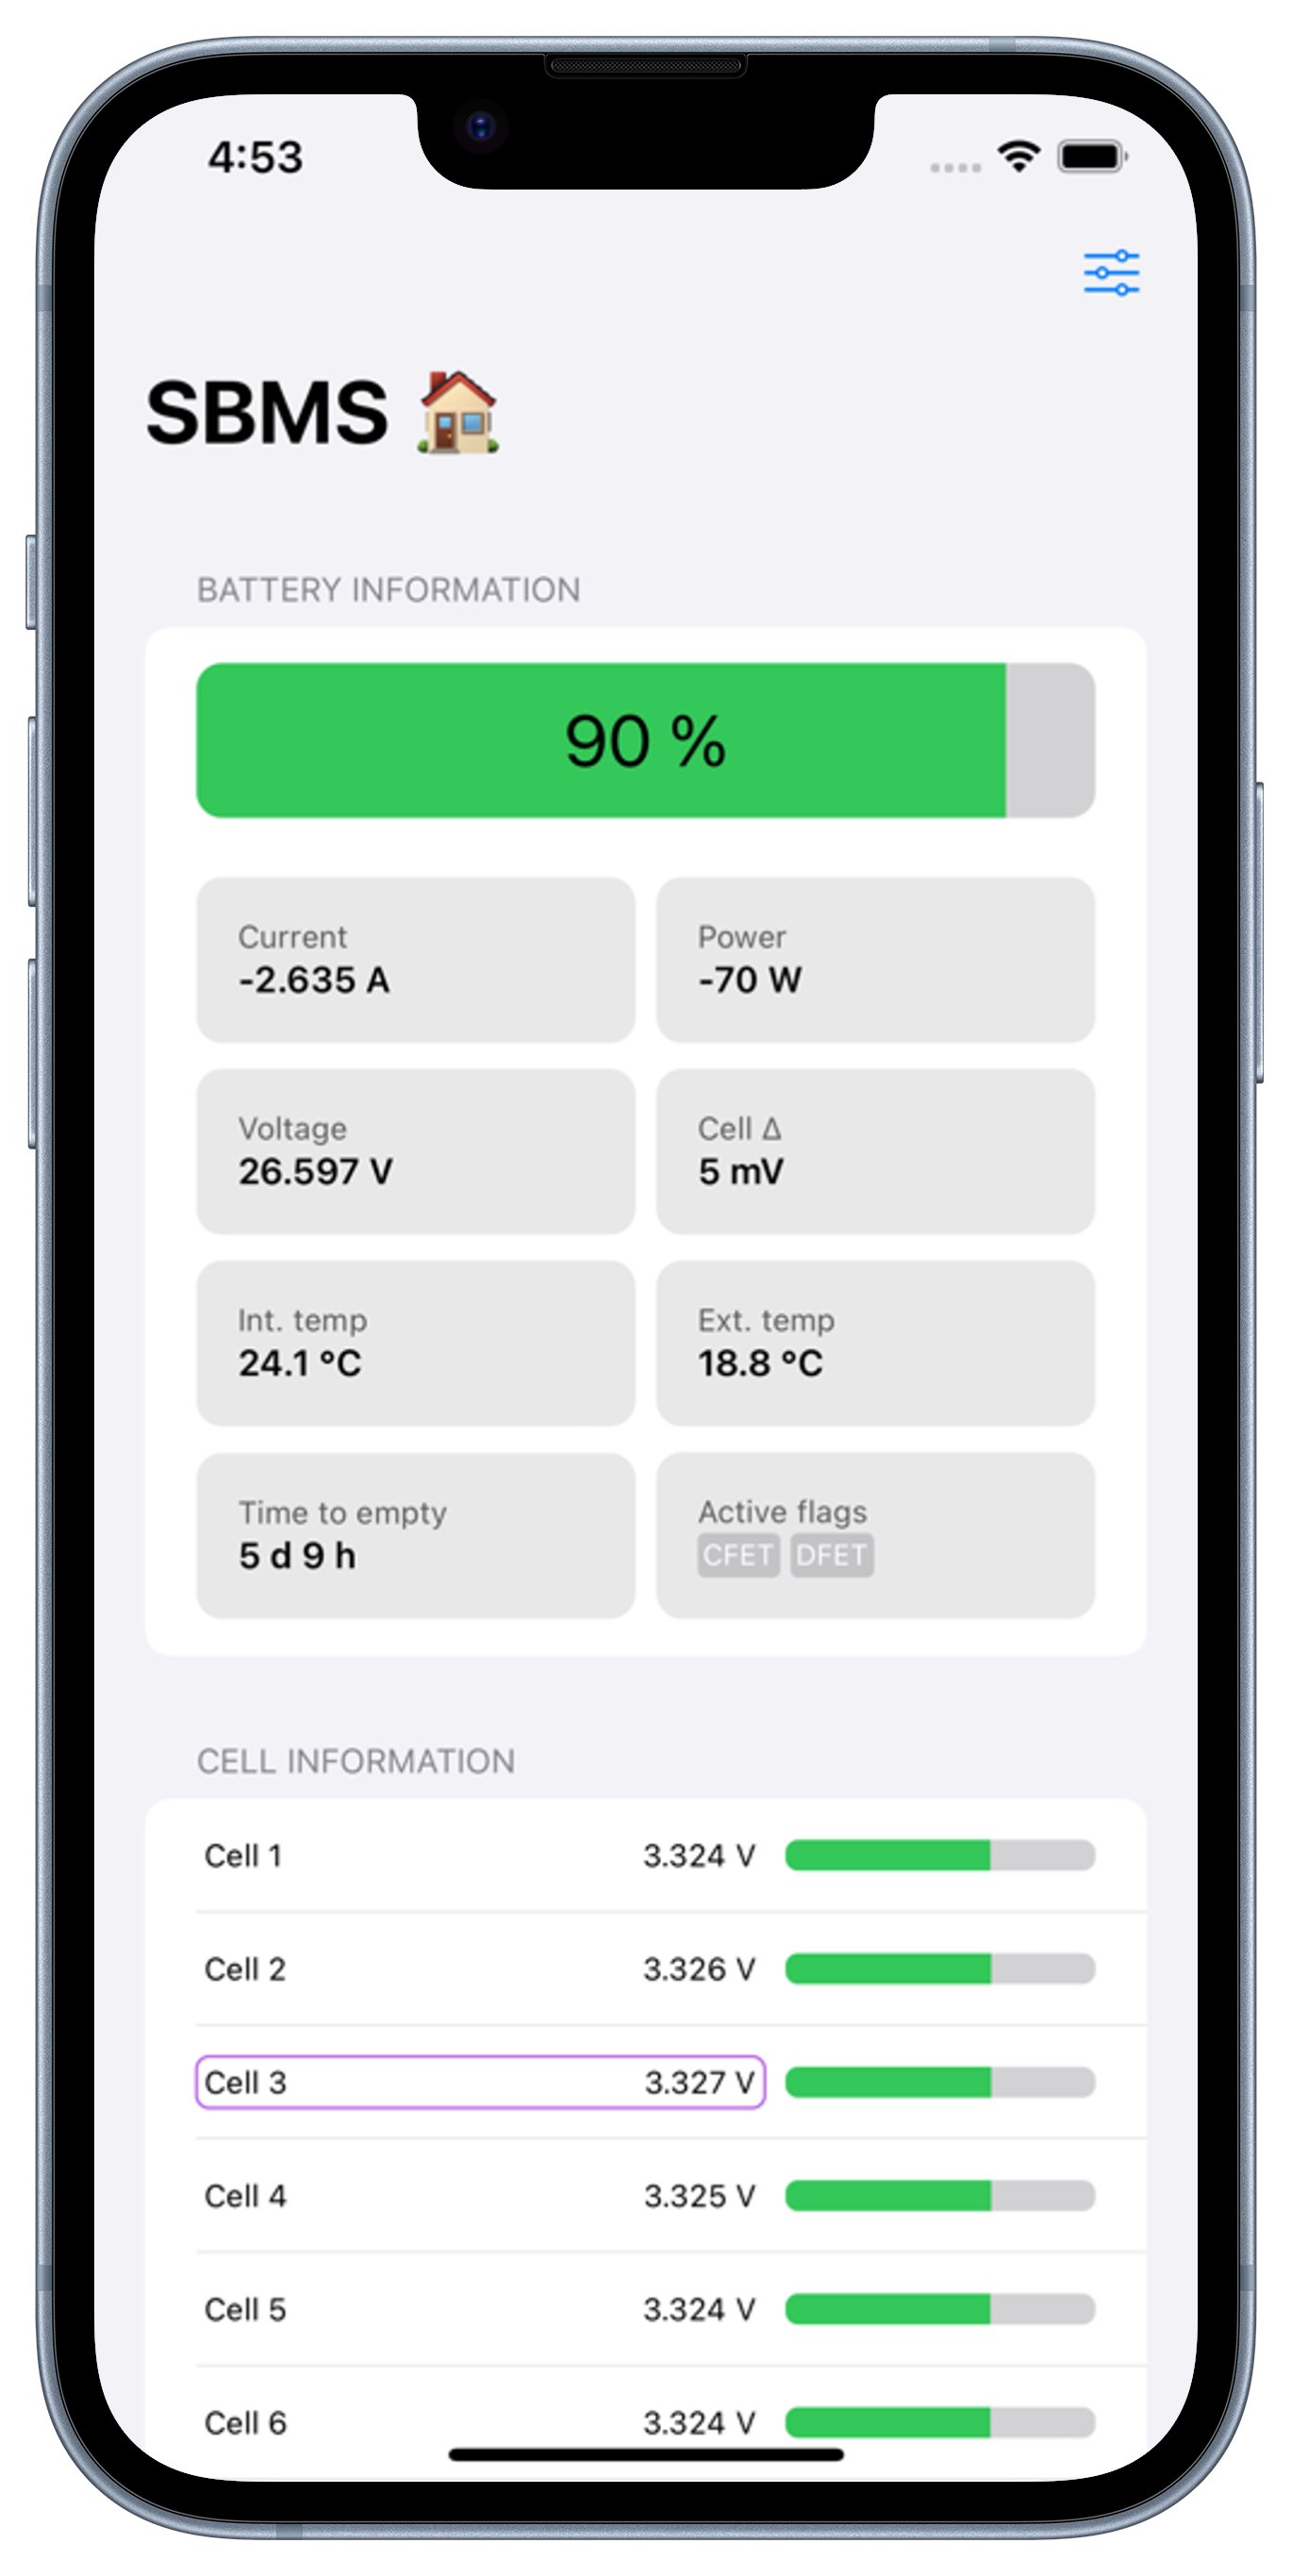 4:53
SBMS 🏠
BATTERY INFORMATION
90 %
Current
-2.635 A
Power
-70 W
Voltage
26.597 V
Cell Δ
5 mV
Int. temp
24.1 °C
Ext. temp
18.8 °C
Time to empty
5 d 9 h
Active flags
CFET DFET
CELL INFORMATION
Cell 1 3.324 V
Cell 2 3.326 V
Cell 3 3.327 V
Cell 4 3.325 V
Cell 5 3.324 V
Cell 6 3.324 V